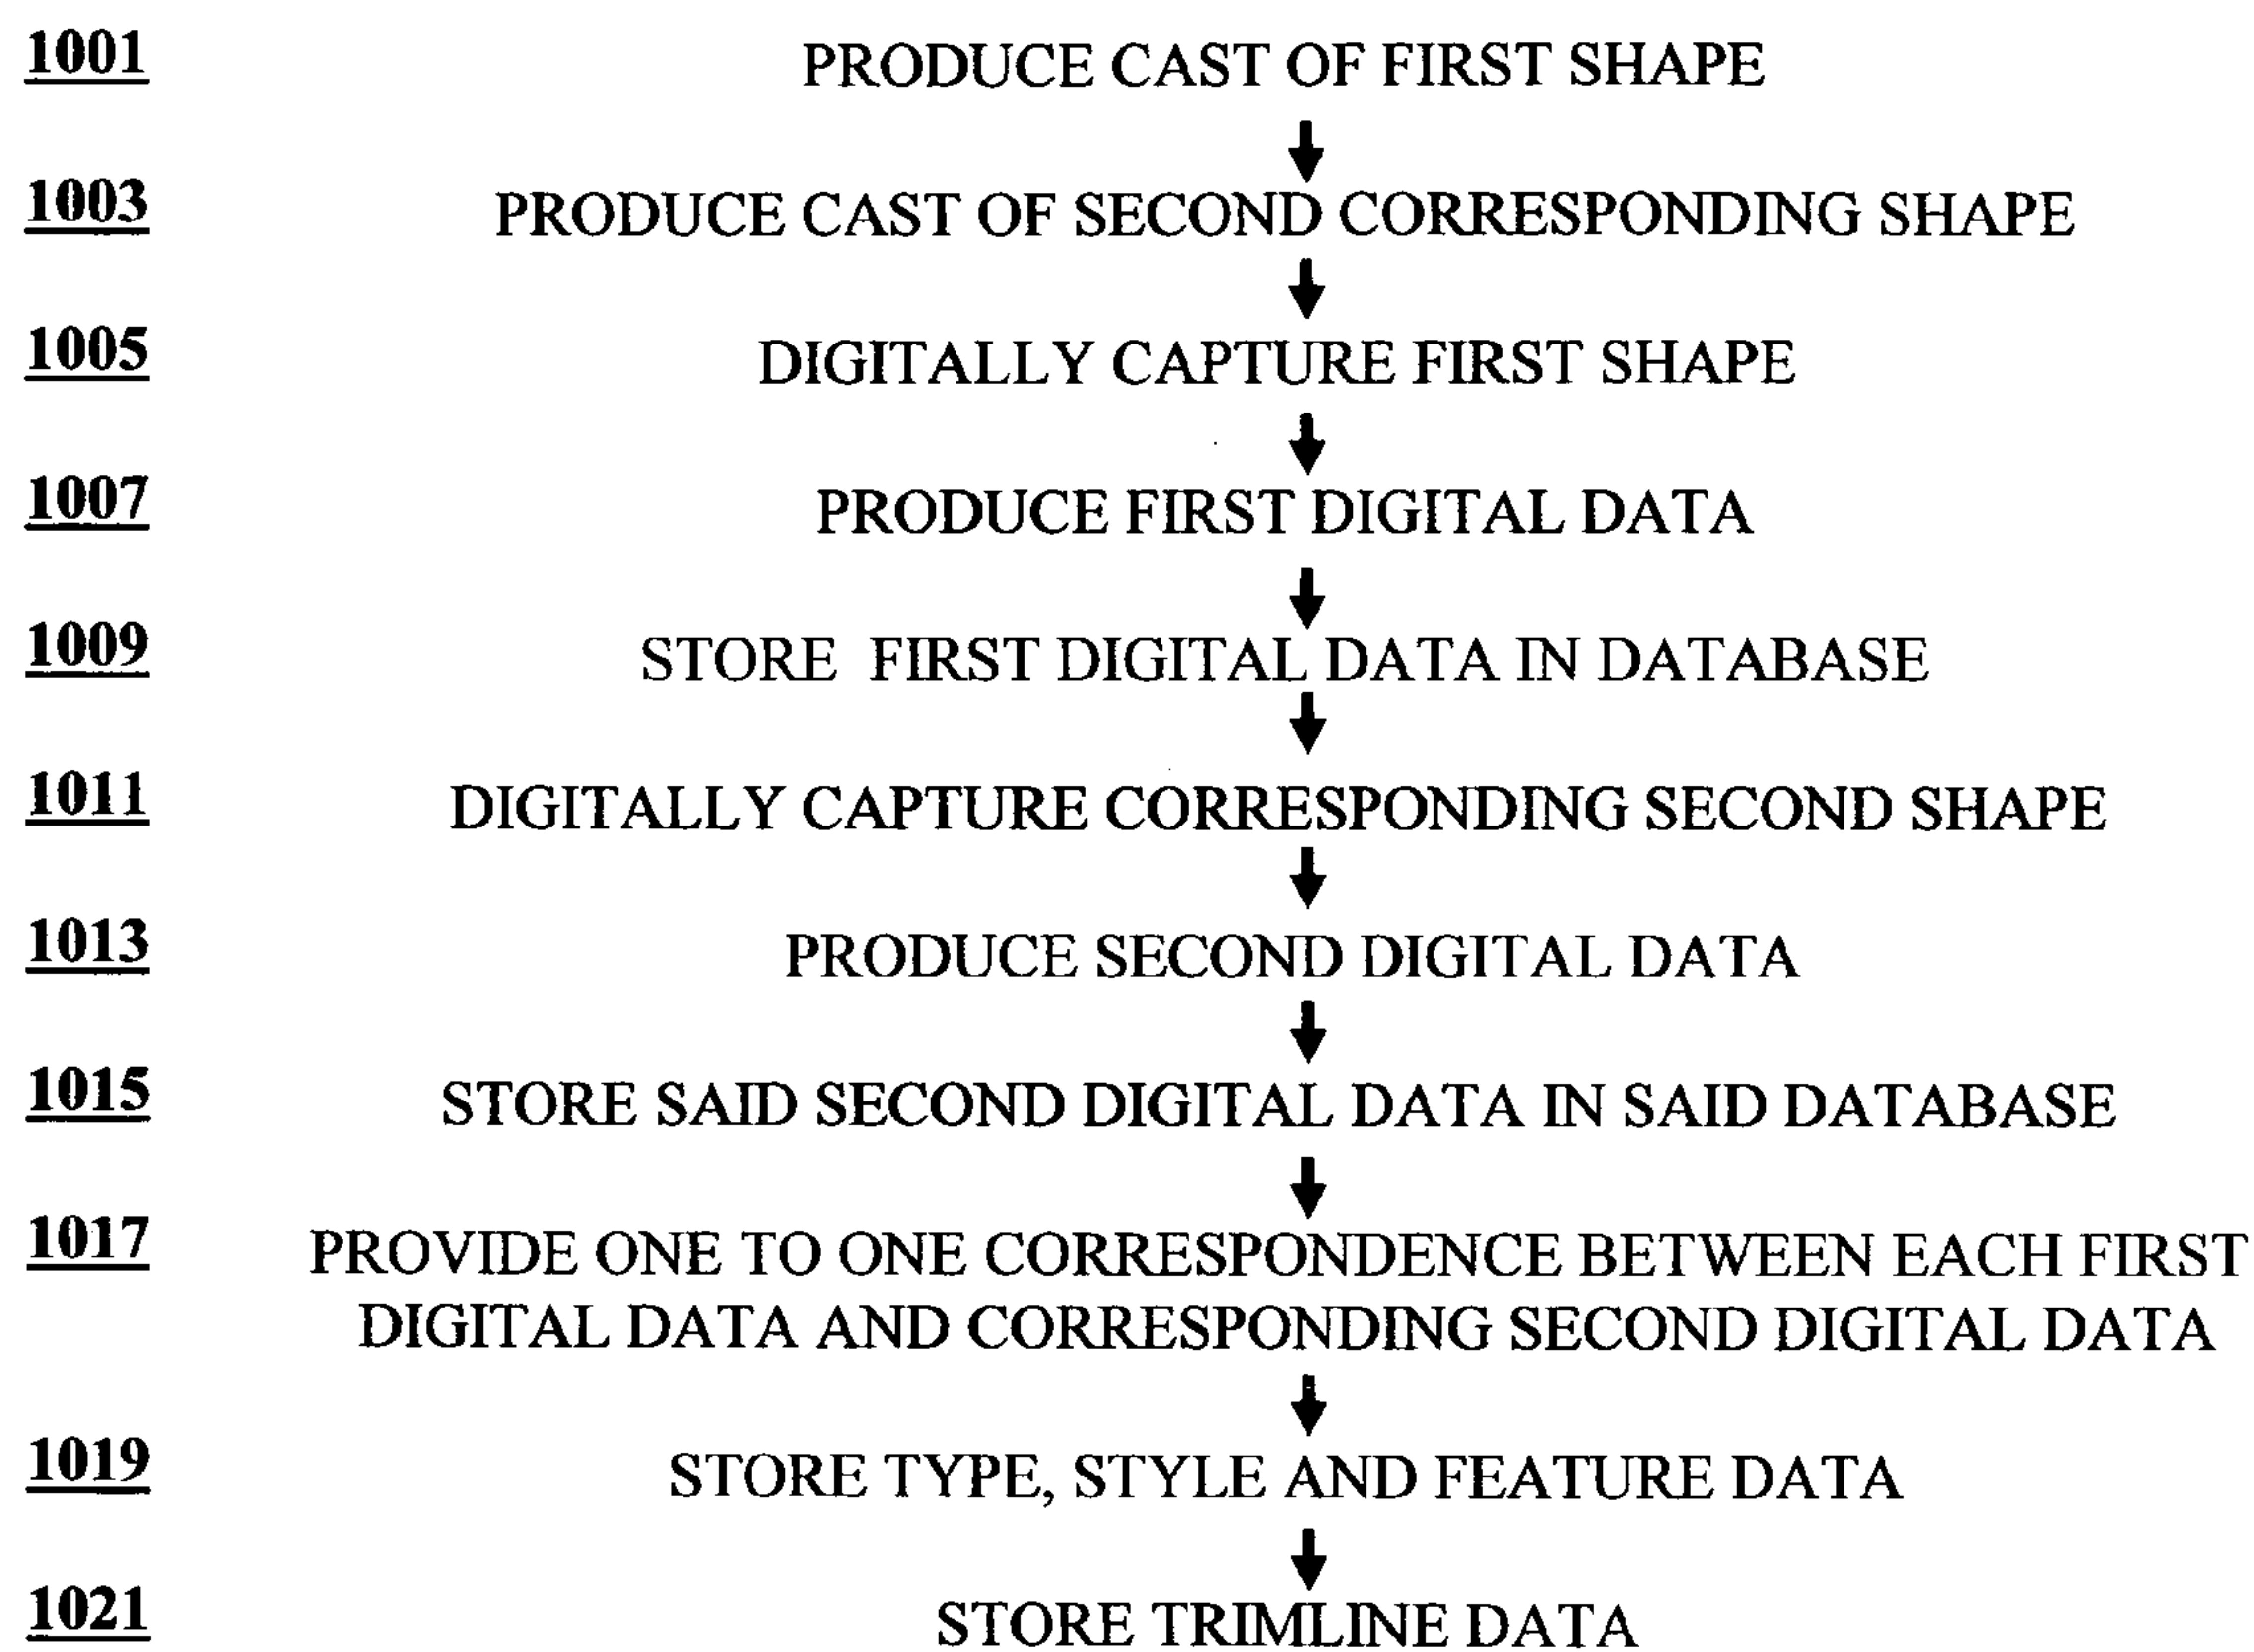 1001 PRODUCE CAST OF FIRST SHAPE
1003 PRODUCE CAST OF SECOND CORRESPONDING SHAPE
1005 DIGITALLY CAPTURE FIRST SHAPE
1007 PRODUCE FIRST DIGITAL DATA
1009 STORE FIRST DIGITAL DATA IN DATABASE
1011 DIGITALLY CAPTURE CORRESPONDING SECOND SHAPE
1013 PRODUCE SECOND DIGITAL DATA
1015 STORE SAID SECOND DIGITAL DATA IN SAID DATABASE
1017 PROVIDE ONE TO ONE CORRESPONDENCE BETWEEN EACH FIRST
DIGITAL DATA AND CORRESPONDING SECOND DIGITAL DATA
1019 STORE TYPE, STYLE AND FEATURE DATA
1021 STORE TRIMLINE DATA